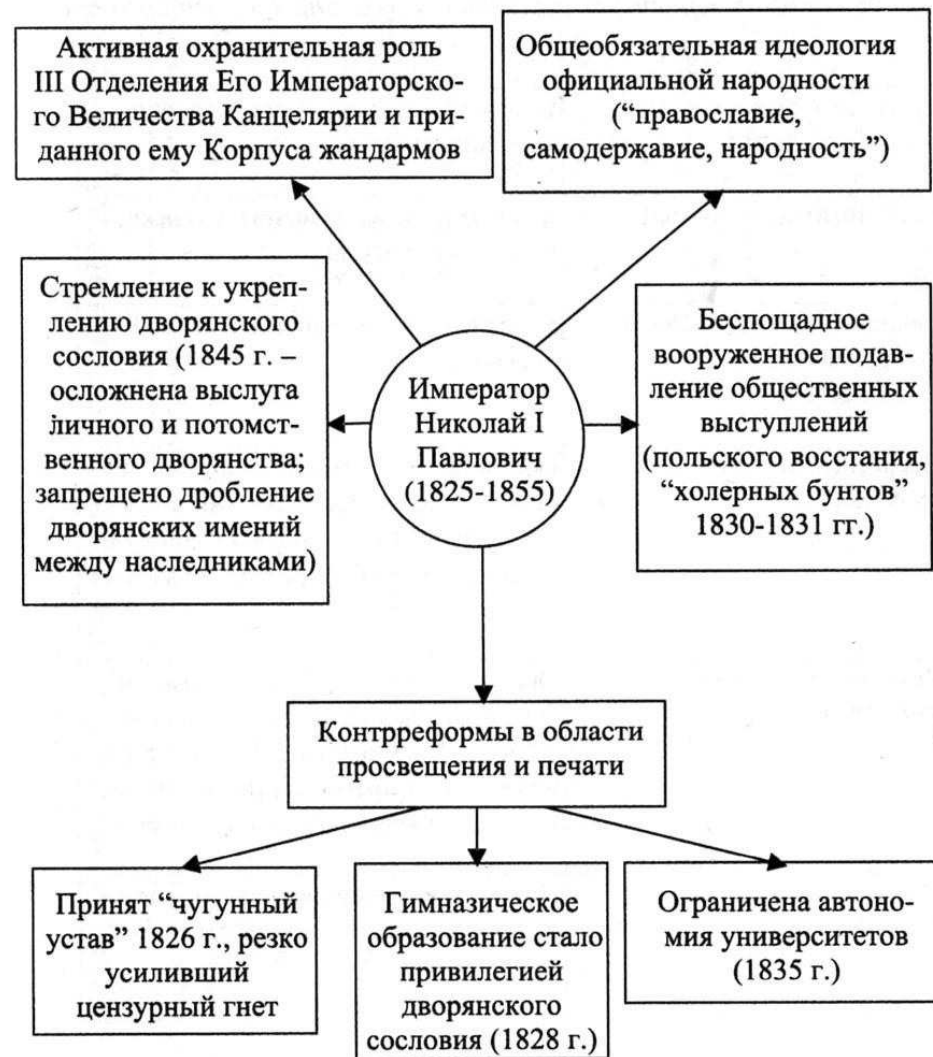 Активная охранительная роль
III Отделения Его Императорско-
го Величества Канцелярии и при-
данного ему Корпуса жандармов
Общеобязательная идеология
официальной народности
(“православие,
самодержавие, народность”)
Стремление к укреп-
лению дворянского
сословия (1845 г. –
осложнена выслуга
личного и потомст-
венного дворянства;
запрещено дробление
дворянских имений
между наследниками)
Император
Николай I
Павлович
(1825-1855)
Беспощадное
вооруженное подав-
ление общественных
выступлений
(польского восстания,
“холерных бунтов”
1830-1831 гг.)
Контрреформы в области
просвещения и печати
Принят “чугунный
устав” 1826 г., резко
усиливший
цензурный гнет
Гимназическое
образование стало
привилегией
дворянского
сословия (1828 г.)
Ограничена автоно-
мия университетов
(1835 г.)